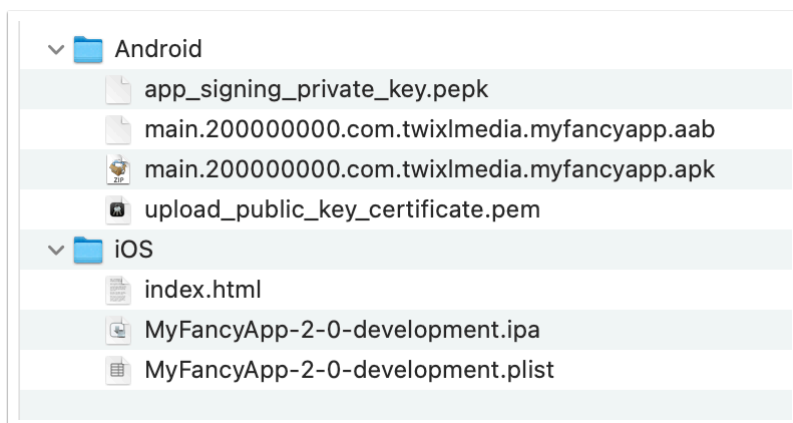 Android
app_signing_private_key.pepk
main.200000000.com.twixlmedia.myfancyapp.aab
main.200000000.com.twixlmedia.myfancyapp.apk
upload_public_key_certificate.pem
iOS
index.html
MyFancyApp-2-0-development.ipa
MyFancyApp-2-0-development.plist